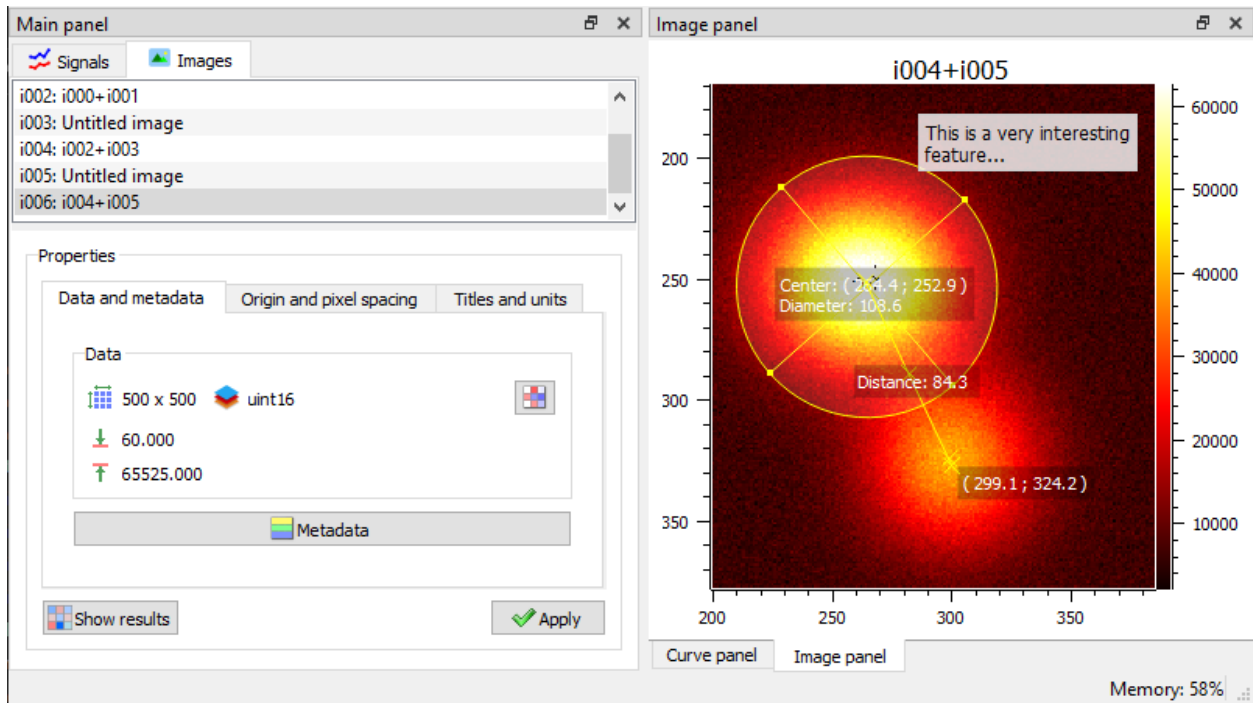 Main panel
Signals
Images
i002: i000+i001
i003: Untitled image
i004: i002+i003
i005: Untitled image
i006: i004+i005
Properties
Data and metadata
Origin and pixel spacing
Titles and units
Data
500 x 500
uint16
60.000
65525.000
Metadata
Show results
Apply
Image panel
i004+i005
This is a very interesting
feature...
Center: ( 264.4 ; 252.9 )
Diameter: 108.6
Distance: 84.3
( 299.1 ; 324.2 )
200
250
300
350
200
250
300
350
60000
50000
40000
30000
20000
10000
Curve panel
Image panel
Memory: 58%